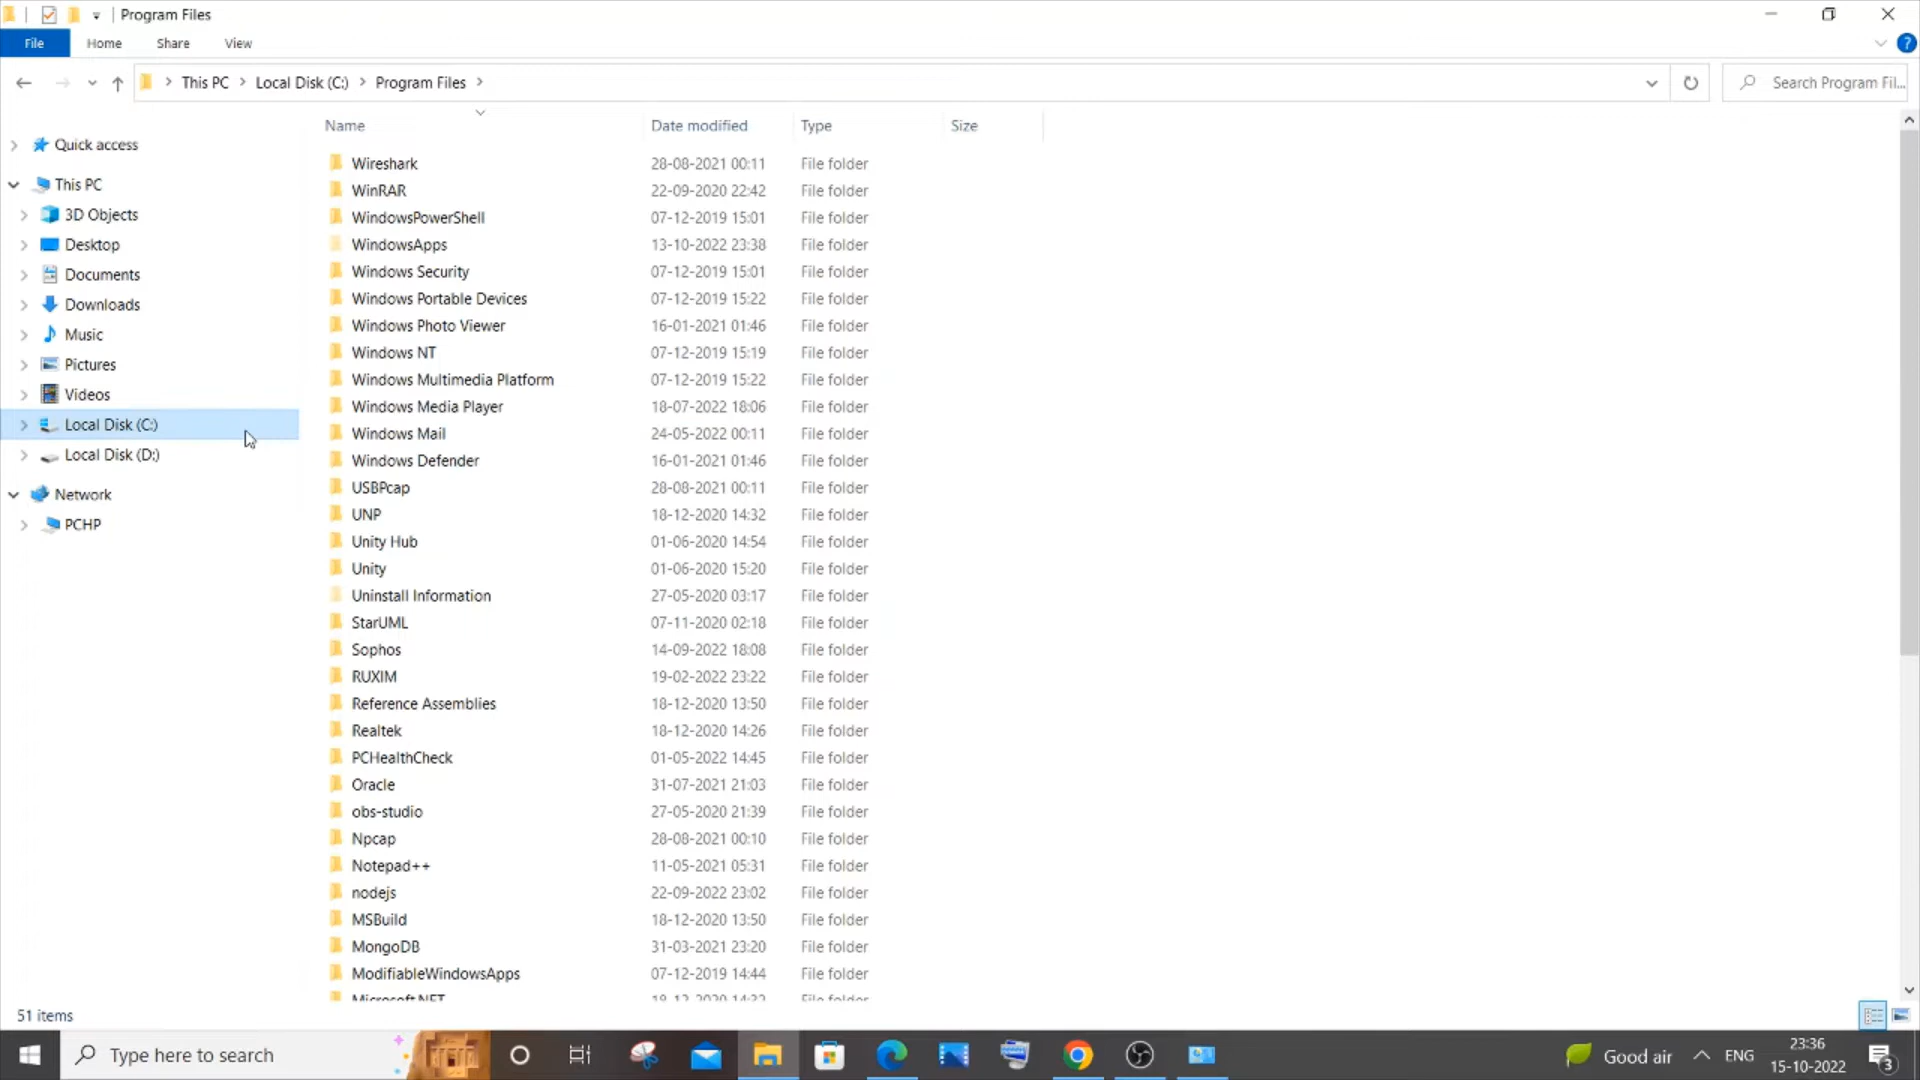 Program Files
File Home Share View
This PC Local Disk (C:) Program Files Search Program Fil...
Name Date modified Type Size
Quick access
This PC
3D Objects
Desktop
Documents
Downloads
Music
Pictures
Videos
Local Disk (C:)
Local Disk (D:)
Network
PCHP
Wireshark 28-08-2021 00:11 File folder
WinRAR 22-09-2020 22:42 File folder
WindowsPowerShell 07-12-2019 15:01 File folder
WindowsApps 13-10-2022 23:38 File folder
Windows Security 07-12-2019 15:01 File folder
Windows Portable Devices 07-12-2019 15:22 File folder
Windows Photo Viewer 16-01-2021 01:46 File folder
Windows NT 07-12-2019 15:19 File folder
Windows Multimedia Platform 07-12-2019 15:22 File folder
Windows Media Player 18-07-2022 18:06 File folder
Windows Mail 24-05-2022 00:11 File folder
Windows Defender 16-01-2021 01:46 File folder
USBPcap 28-08-2021 00:11 File folder
UNP 18-12-2020 14:32 File folder
Unity Hub 01-06-2020 14:54 File folder
Unity 01-06-2020 15:20 File folder
Uninstall Information 27-05-2020 03:17 File folder
StarUML 07-11-2020 02:18 File folder
Sophos 14-09-2022 18:08 File folder
RUXIM 19-02-2022 23:22 File folder
Reference Assemblies 18-12-2020 13:50 File folder
Realtek 18-12-2020 14:26 File folder
PCHealthCheck 01-05-2022 14:45 File folder
Oracle 31-07-2021 21:03 File folder
obs-studio 27-05-2020 21:39 File folder
Npcap 28-08-2021 00:10 File folder
Notepad++ 11-05-2021 05:31 File folder
nodejs 22-09-2022 23:02 File folder
MSBuild 18-12-2020 13:50 File folder
MongoDB 31-03-2021 23:20 File folder
ModifiableWindowsApps 07-12-2019 14:44 File folder
Microsoft.NET 18-12-2020 14:32 File folder
51 items
Type here to search
Good air ENG 23:36
15-10-2022
3